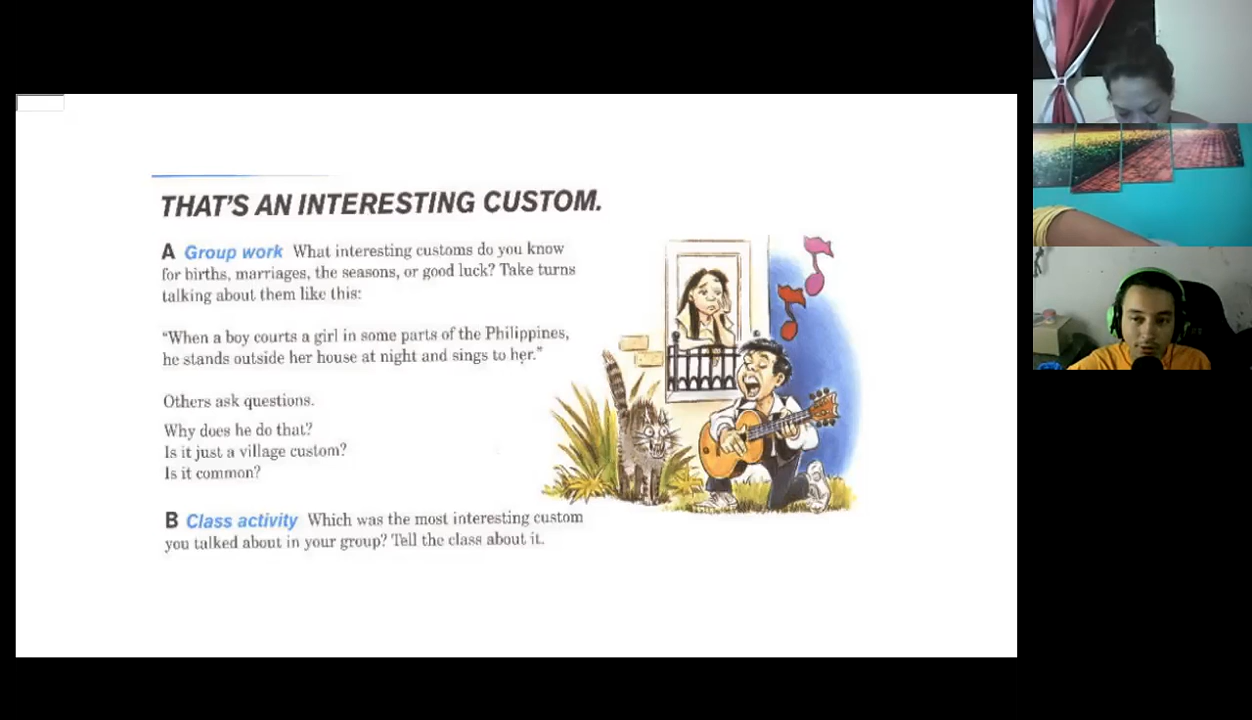 THAT'S AN INTERESTING CUSTOM.
A Group work What interesting customs do you know
for births, marriages, the seasons, or good luck? Take turns
talking about them like this:
"When a boy courts a girl in some parts of the Philippines,
he stands outside her house at night and sings to her."
Others ask questions.
Why does he do that?
Is it just a village custom?
Is it common?
B Class activity Which was the most interesting custom
you talked about in your group? Tell the class about it.